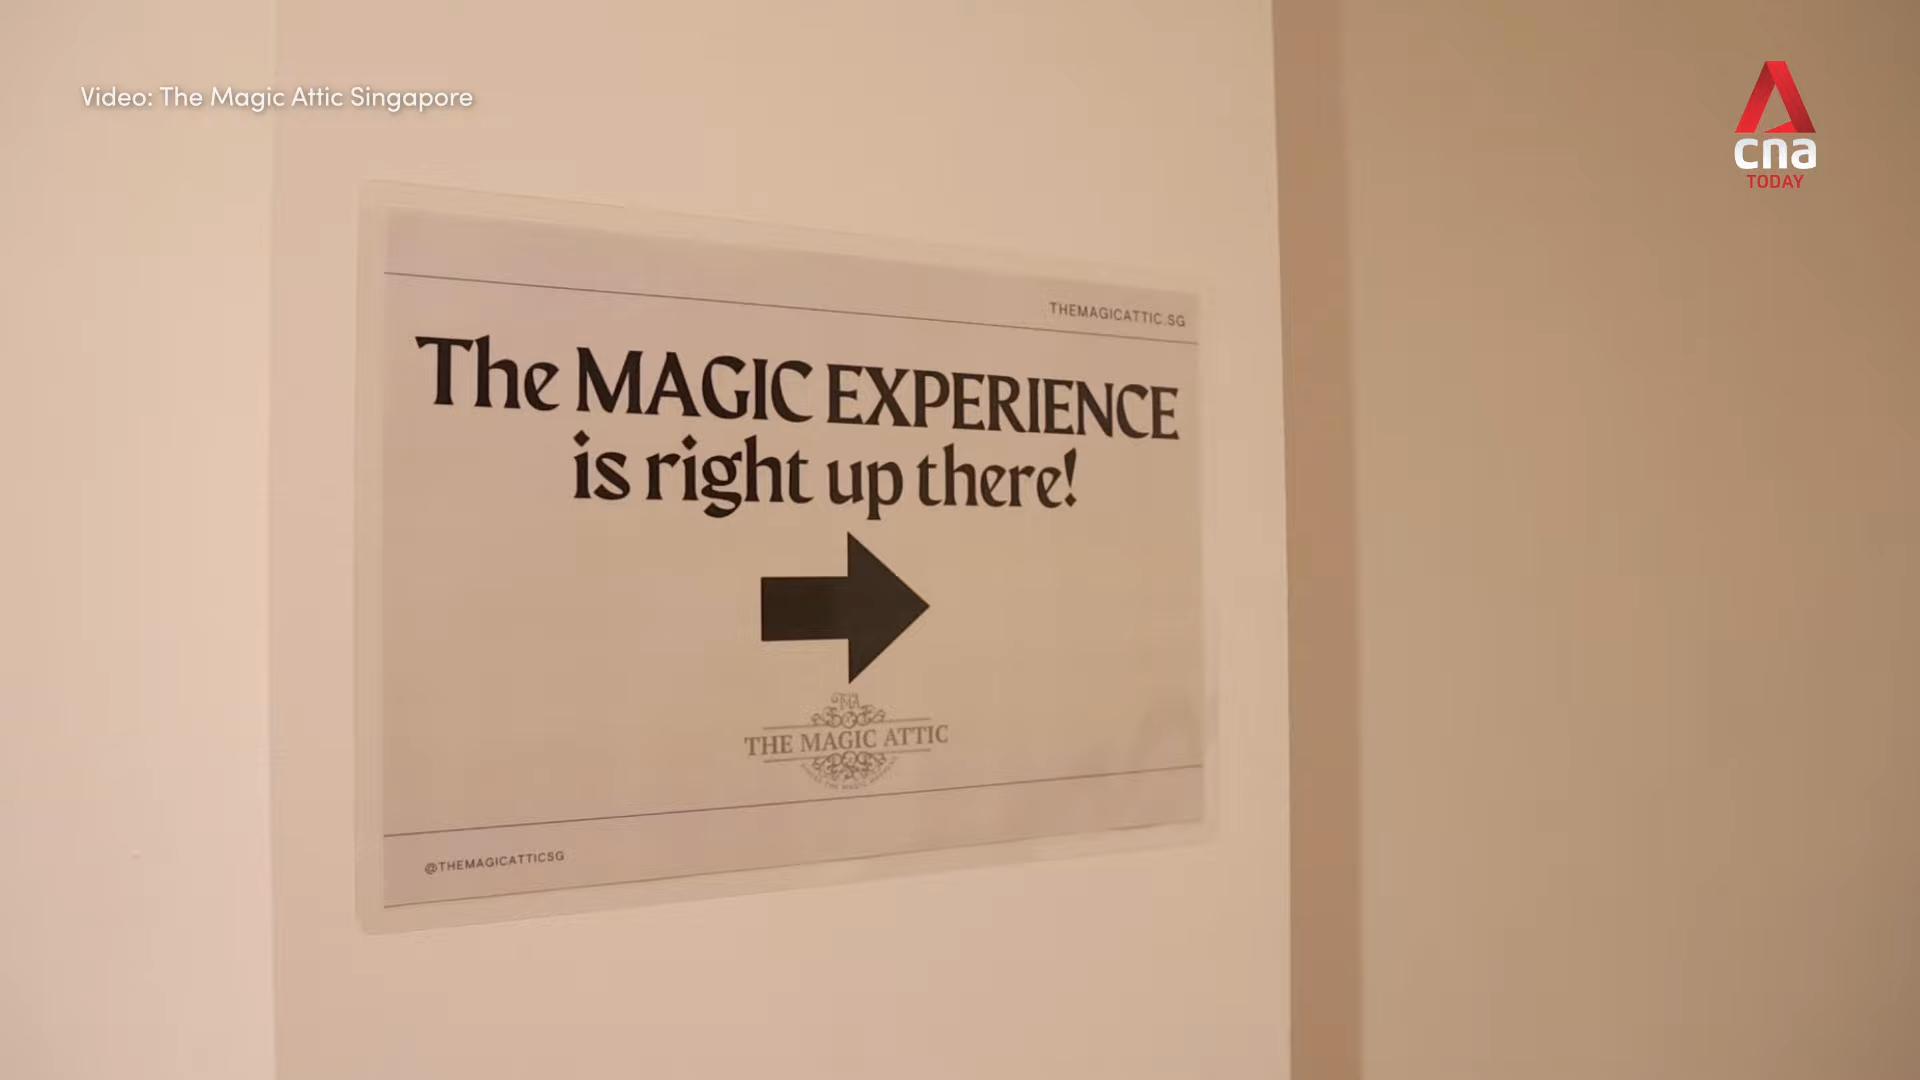 Video: The Magic Attic Singapore
cna
TODAY
THEMAGICATTIC.SG
The MAGIC EXPERIENCE
is right up there!
TMA
THE MAGIC ATTIC
@THEMAGICATTICSG